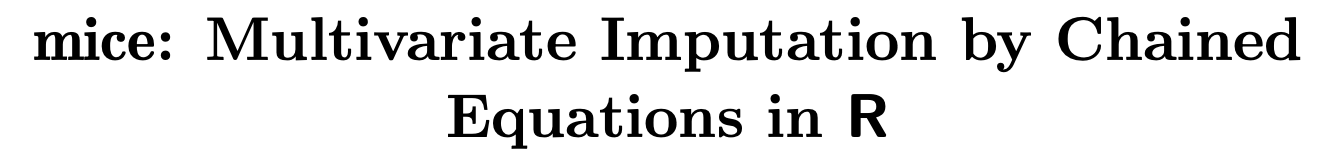 mice: Multivariate Imputation by Chained
Equations in R